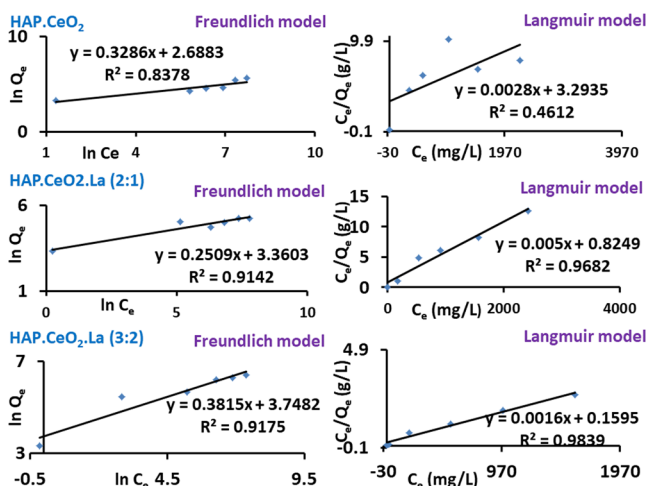 HAP.CeO2
Freundlich model
10
ln Qe
y = 0.3286x + 2.6883
R² = 0.8378
0
1 ln Ce 4 7 10
Langmuir model
9.9
Ce/Qe (g/L)
y = 0.0028x + 3.2935
R² = 0.4612
-0.1
-30 Ce (mg/L) 1970 3970
HAP.CeO2.La (2:1)
Freundlich model
6
ln Qe
y = 0.2509x + 3.3603
R² = 0.9142
1
0 5 10
ln Ce
Langmuir model
15
10
5
0
Ce/Qe (g/L)
y = 0.005x + 0.8249
R² = 0.9682
0 2000 4000
Ce (mg/L)
HAP.CeO2.La (3:2)
Freundlich model
7
ln Qe
y = 0.3815x + 3.7482
R² = 0.9175
3
-0.5 4.5 9.5
ln Ce
Langmuir model
4.9
Ce/Qe (g/L)
y = 0.0016x + 0.1595
R² = 0.9839
-0.1
-30 970 1970
Ce (mg/L)